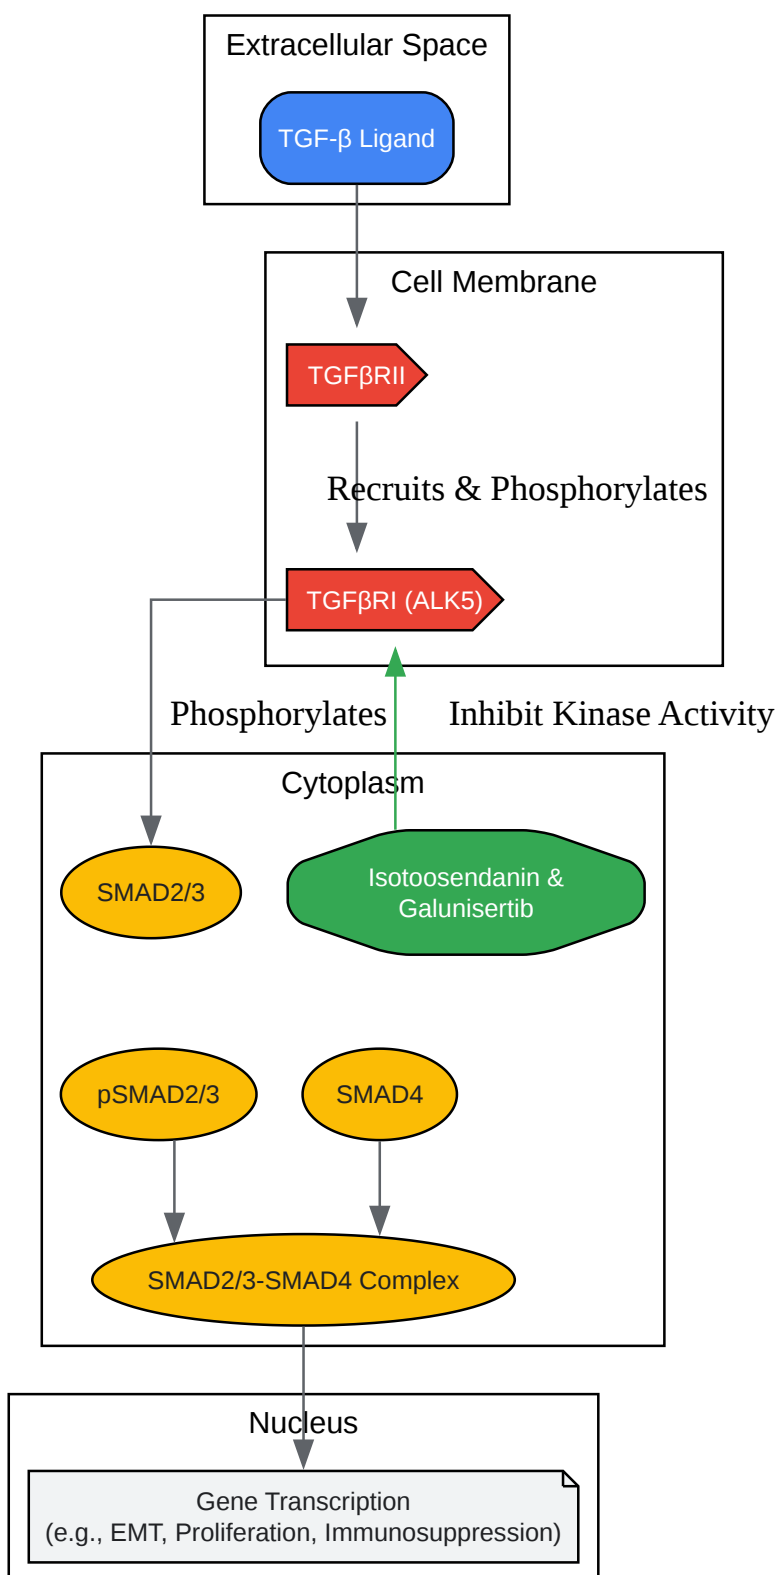 Extracellular Space
TGF-β Ligand
Cell Membrane
TGFβRII
Recruits & Phosphorylates
TGFβRI (ALK5)
Phosphorylates
Inhibit Kinase Activity
Cytoplasm
SMAD2/3
Isotoosendanin &
Galunisertib
pSMAD2/3
SMAD4
SMAD2/3-SMAD4 Complex
Nucleus
Gene Transcription
(e.g., EMT, Proliferation, Immunosuppression)